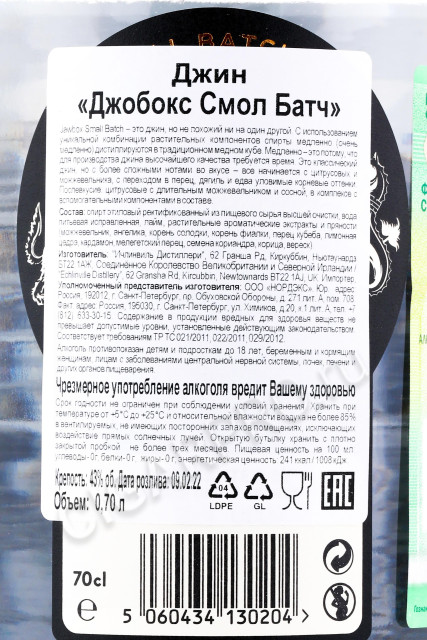 Джин
«Джобокс Смол Батч»
Jawbox Small Batch – это джин, но не похожий ни на один другой. С использованием
уникальной комбинации растительных компонентов спирты медленно (очень
медленно) дистиллируются в традиционном медном кубе. Медленно – это потому, что
для производства джина высочайшего качества требуется время. Это классический
джин, но с более сложными нотами во вкусе – все начинается с цитрусовых и
можжевельника, с переходом в перец, дягиль и едва уловимые корневые оттенки.
Послевкусие: цитрусовые с длительным можжевельником и сосной, в комплексе с
вспомогательными компонентами в составе.
Состав: спирт этиловый ректификованный из пищевого сырья высшей очистки, вода
питьевая исправленная, лайм, растительные ароматические экстракты и пряности
(можжевельник, ангелика, корень солодки, корень фиалки, перец кубеба, лимонная
цедра, кардамон, мелегетский перец, семена кориандра, корица, вереск)
Изготовитель: "Ичлинвиль Дистиллери", 62 Гранша Рд, Киркуббин, Ньютаунардз
БТ22 1АЖ, Соединённое Королевство Великобритании и Северной Ирландии /
"Echlinville Distillery", 62 Gransha Rd, Kircubbin, Newtownards BT22 1AJ, UK. Импортер,
Уполномоченный представитель изготовителя: ООО «НОРДЭКС». Юр. адрес:
Россия, 192012, г. Санкт-Петербург, пр. Обуховской Обороны, д. 271 лит. А, пом. 708.
Факт. адрес: Россия, 195030, г. Санкт-Петербург, ул. Химиков, д.20, к.1 лит. А, тел. +7
(812) 633-30-15. Содержание в продукции вредных для здоровья веществ не
превышает допустимые уровни, установленные действующим законодательством.
Соответствует требованиям ТР ТС 021/2011, 022/2011, 029/2012.
Алкоголь противопоказан детям и подросткам до 18 лет, беременным и кормящим
женщинам, лицам с заболеваниями центральной нервной системы, почек, печени и
других органов пищеварения.
Чрезмерное употребление алкоголя вредит Вашему здоровью
Срок годности не ограничен при соблюдении условий хранения. Хранить при
температуре от +5°C до +25°C и относительной влажности воздуха не более 85%
в вентилируемых, не имеющих посторонних запахов помещениях, исключающих
воздействие прямых солнечных лучей. Открытую бутылку хранить с плотно
закрытой пробкой не более трех месяцев. Пищевая ценность на 100 мл:
углеводы- 0г, белки- 0 г, жиры- 0 г, энергетическая ценность: 241 ккал / 1008 кДж
Крепость: 43% об. Дата розлива: 09.02.22
Объем: 0.70 л
04
LDPE
GL
EAC
70cl
e
5 060434 130204 >